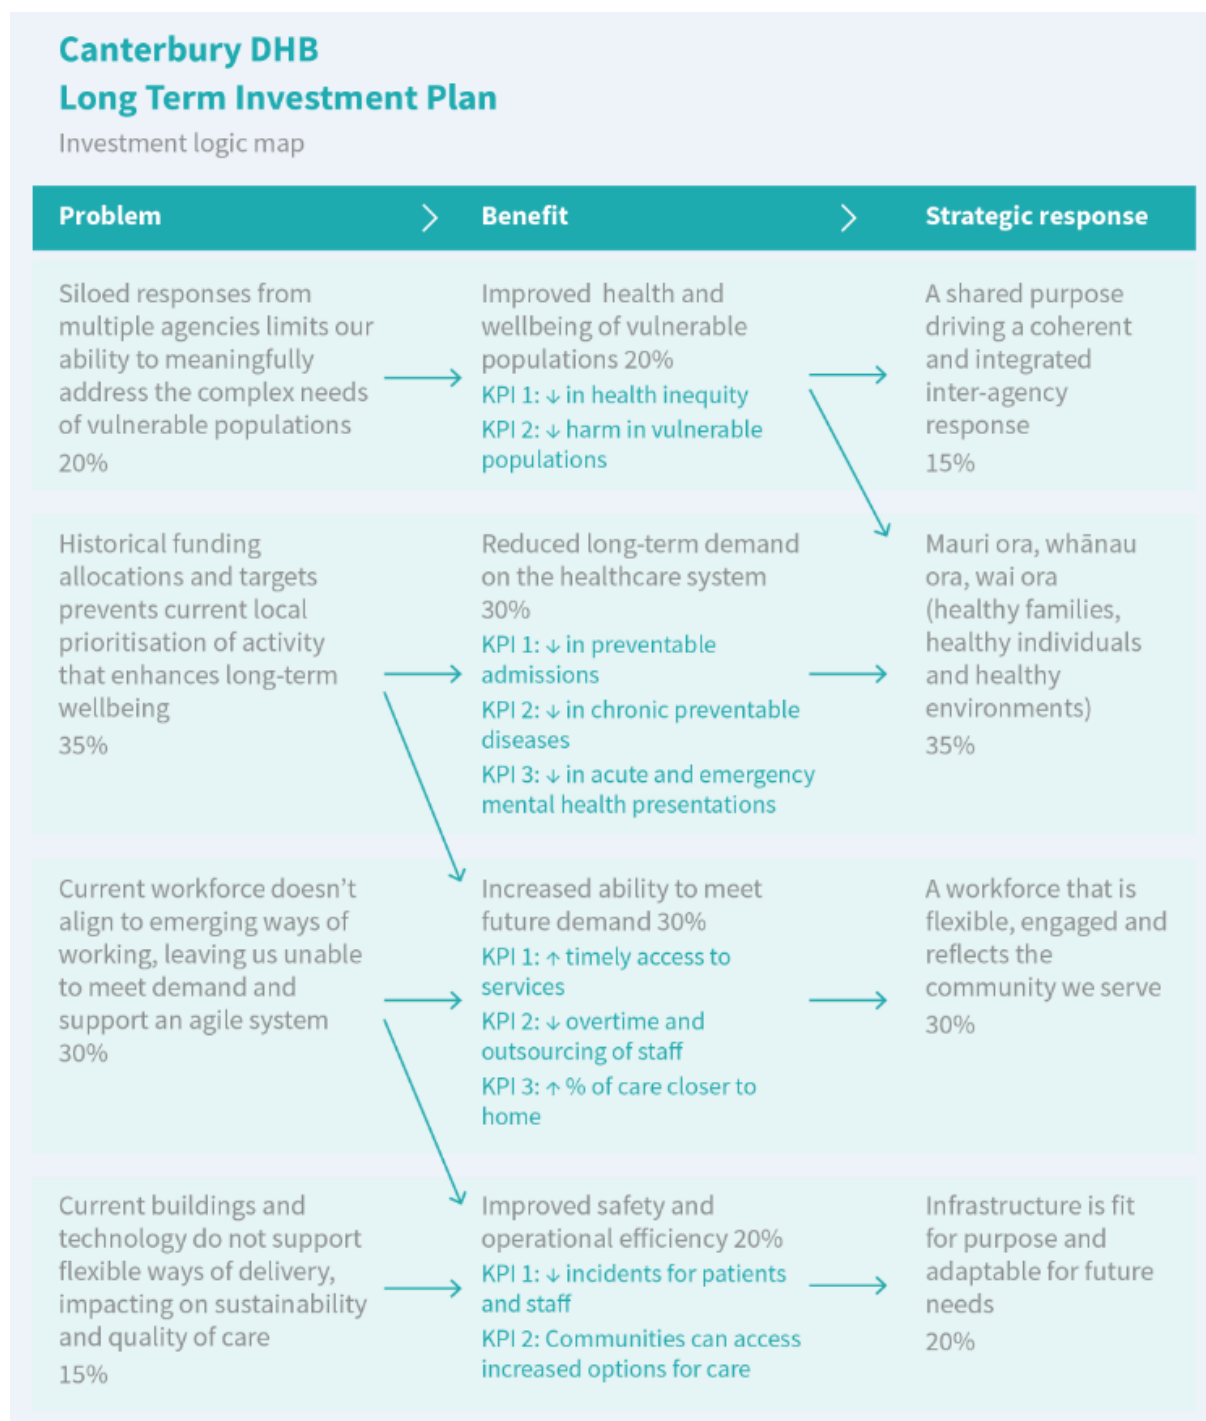 Canterbury DHB
Long Term Investment Plan
Investment logic map
Problem
Benefit
Strategic response
Siloed responses from
multiple agencies limits our
ability to meaningfully
address the complex needs
of vulnerable populations
20%
Improved health and
wellbeing of vulnerable
populations 20%
KPI 1: ↓ in health inequity
KPI 2: ↓ harm in vulnerable
populations
A shared purpose
driving a coherent
and integrated
inter-agency
response
15%
Historical funding
allocations and targets
prevents current local
prioritisation of activity
that enhances long-term
wellbeing
35%
Reduced long-term demand
on the healthcare system
30%
KPI 1: ↓ in preventable
admissions
KPI 2: ↓ in chronic preventable
diseases
KPI 3: ↓ in acute and emergency
mental health presentations
Mauri ora, whānau
ora, wai ora
(healthy families,
healthy individuals
and healthy
environments)
35%
Current workforce doesn't
align to emerging ways of
working, leaving us unable
to meet demand and
support an agile system
30%
Increased ability to meet
future demand 30%
KPI 1: ↑ timely access to
services
KPI 2: ↓ overtime and
outsourcing of staff
KPI 3: ↑ % of care closer to
home
A workforce that is
flexible, engaged and
reflects the
community we serve
30%
Current buildings and
technology do not support
flexible ways of delivery,
impacting on sustainability
and quality of care
15%
Improved safety and
operational efficiency 20%
KPI 1: ↓ incidents for patients
and staff
KPI 2: Communities can access
increased options for care
Infrastructure is fit
for purpose and
adaptable for future
needs
20%